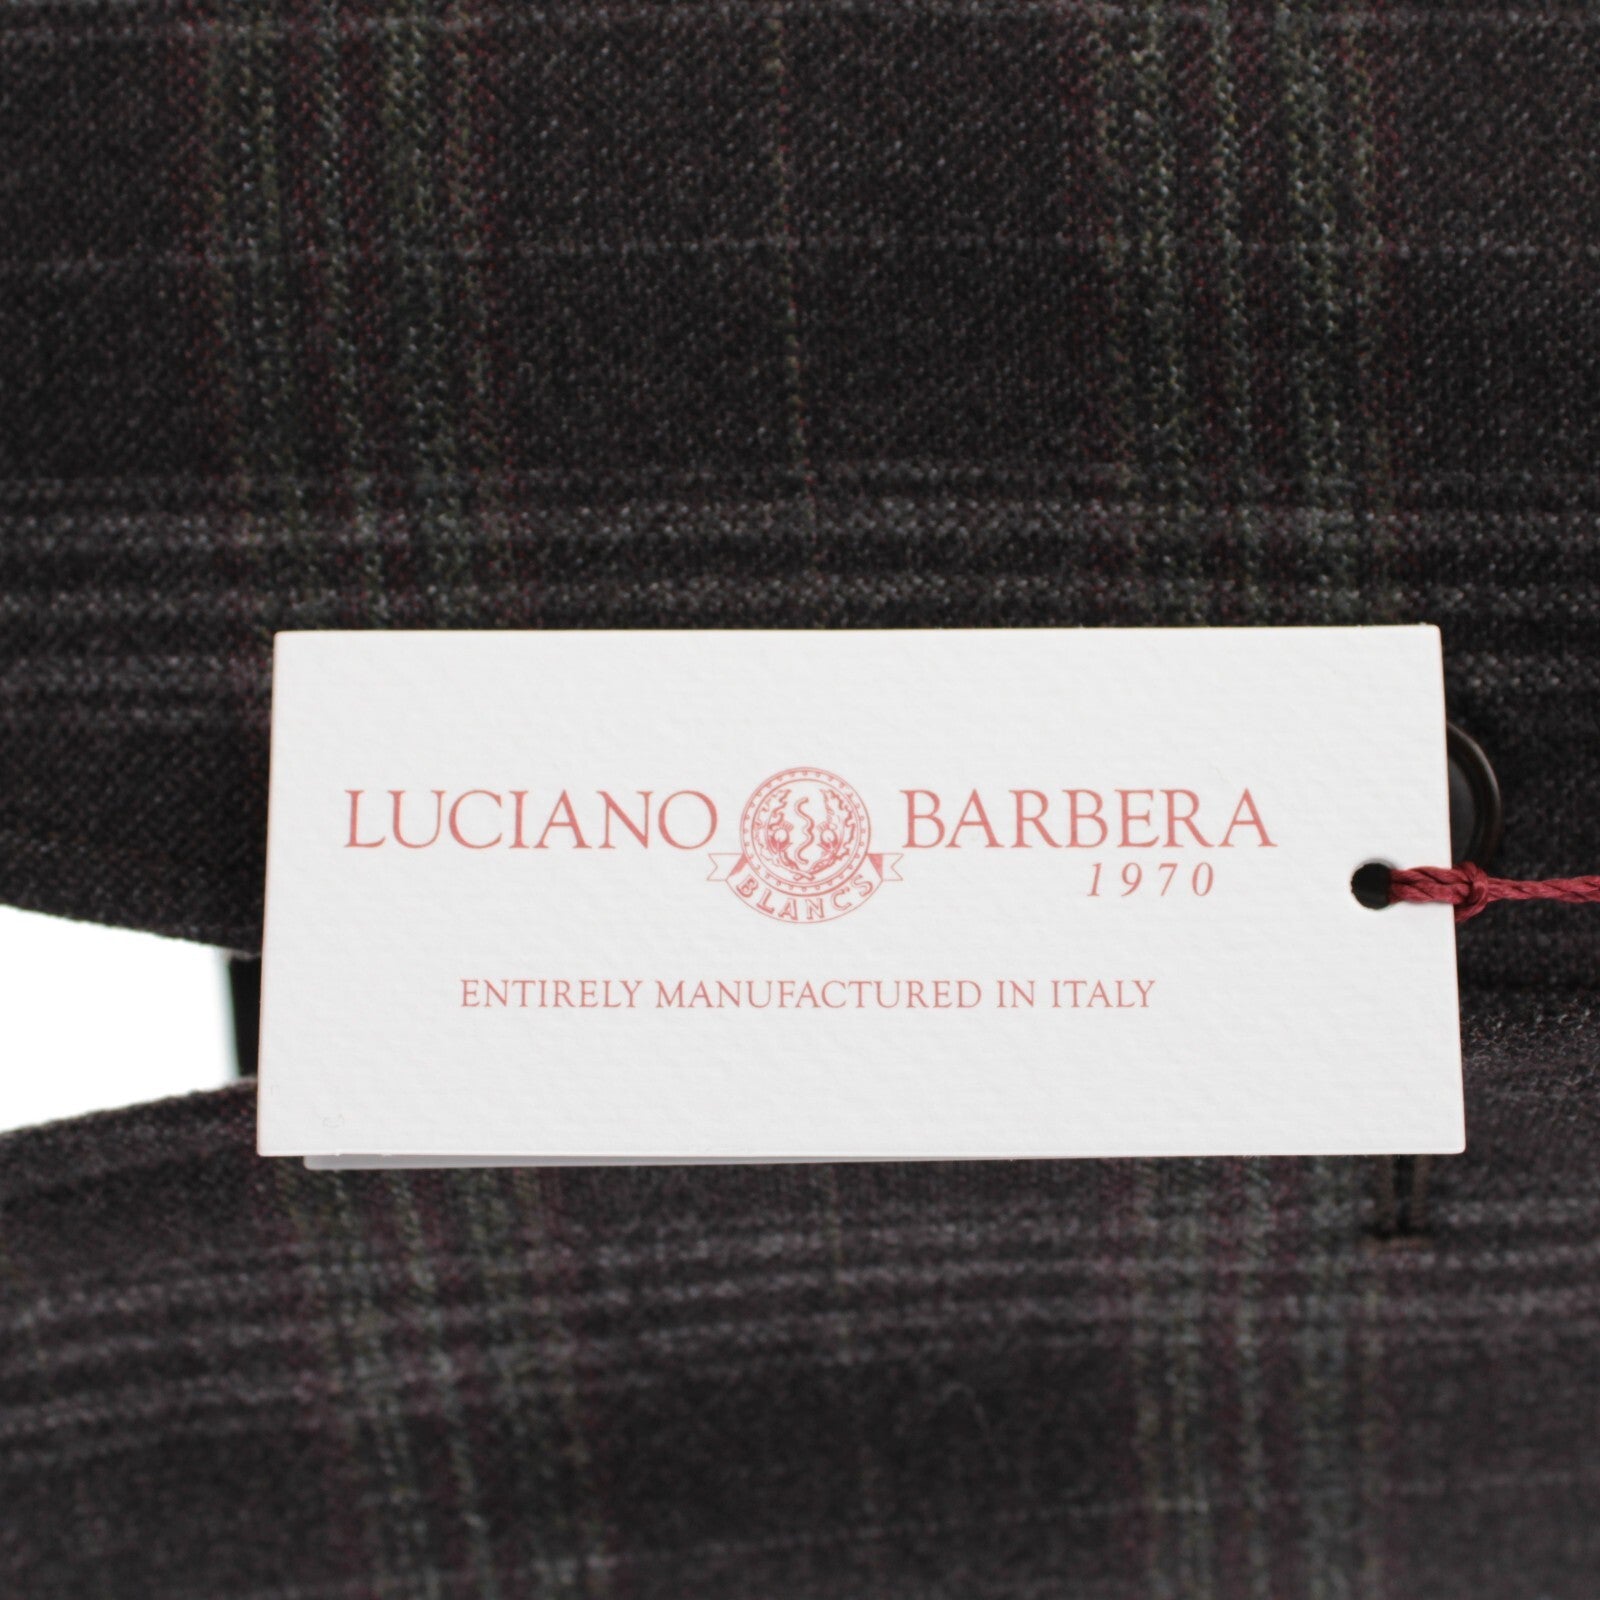 LUCIANO BARBERA
1970
BLANC'S
ENTIRELY MANUFACTURED IN ITALY